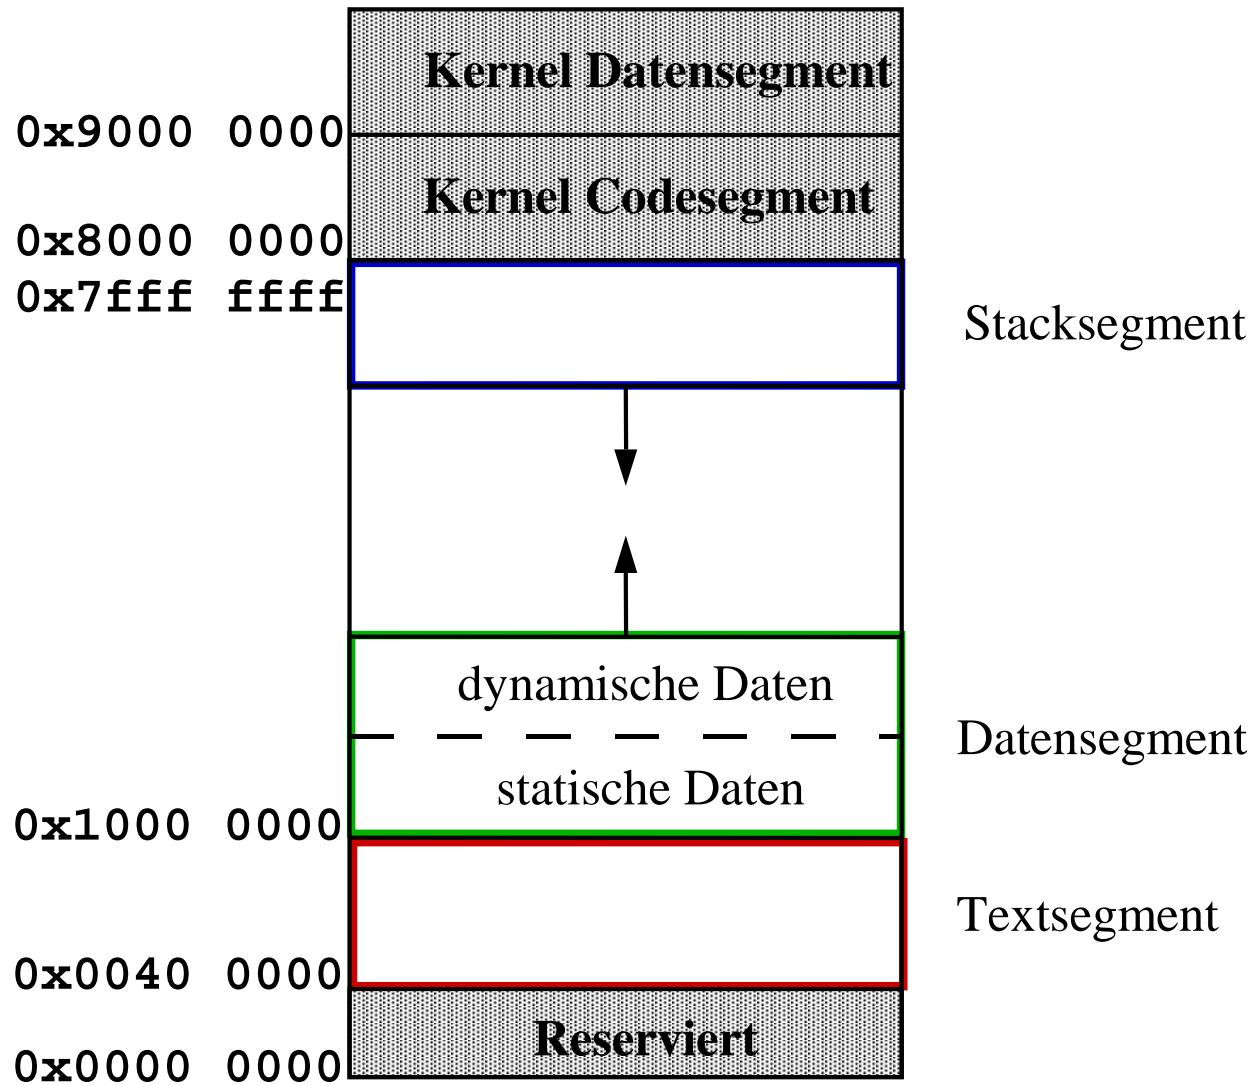 Kernel Datensegment
0x9000 0000
Kernel Codesegment
0x8000 0000
0x7fff ffff
Stacksegment
dynamische Daten
Datensegment
statische Daten
0x1000 0000
Textsegment
0x0040 0000
Reserviert
0x0000 0000